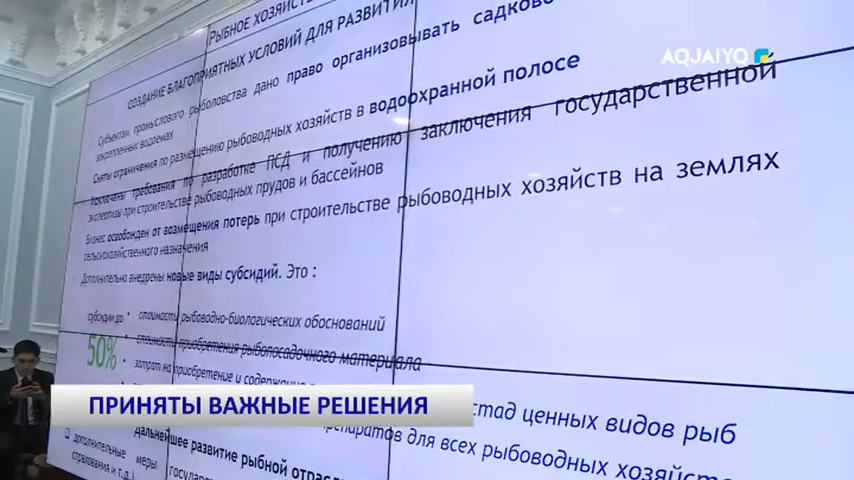 РЫБНОЕ ХОЗЯЙСТВ
СОЗДАНИЕ БЛАГОПРИЯТНЫХ УСЛОВИЙ ДЛЯ РАЗВИТИЯ
AQJAIYQ
Субъектам промыслового рыболовства дано право организовывать садково
закрепленных водоемах
Сняты ограничения по размещению рыбоводных хозяйств в водоохранной полосе
Исключены требования по разработке ПСД и получению заключения государственной
экспертизы при строительстве рыбоводных прудов и бассейнов
Бизнес освобожден от возмещения потерь при строительстве рыбоводных хозяйств на землях
сельскохозяйственного назначения
Дополнительно внедрены новые виды субсидий. Это :
субсидии до • стоимости рыбоводно-биологических обоснований
50% • стоимости приобретения рыбопосадочного материала
• затрат на приобретение и содержание
стад ценных видов рыб
препаратов для всех рыбоводных хозяйств
ПРИНЯТЫ ВАЖНЫЕ РЕШЕНИЯ
Дальнейшее развитие рыбной отрасл
дополнительные меры государ
страхования и т.д.)